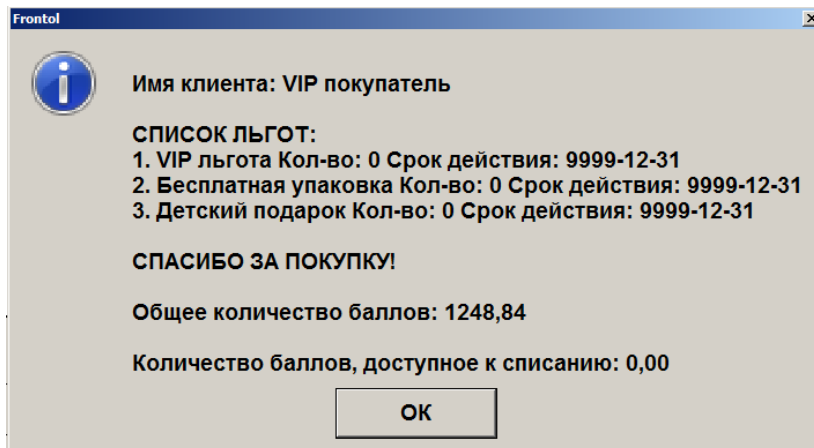 Frontol
Имя клиента: VIP покупатель
СПИСОК ЛЬГОТ:
1. VIP льгота Кол-во: 0 Срок действия: 9999-12-31
2. Бесплатная упаковка Кол-во: 0 Срок действия: 9999-12-31
3. Детский подарок Кол-во: 0 Срок действия: 9999-12-31
СПАСИБО ЗА ПОКУПКУ!
Общее количество баллов: 1248,84
Количество баллов, доступное к списанию: 0,00
ОК